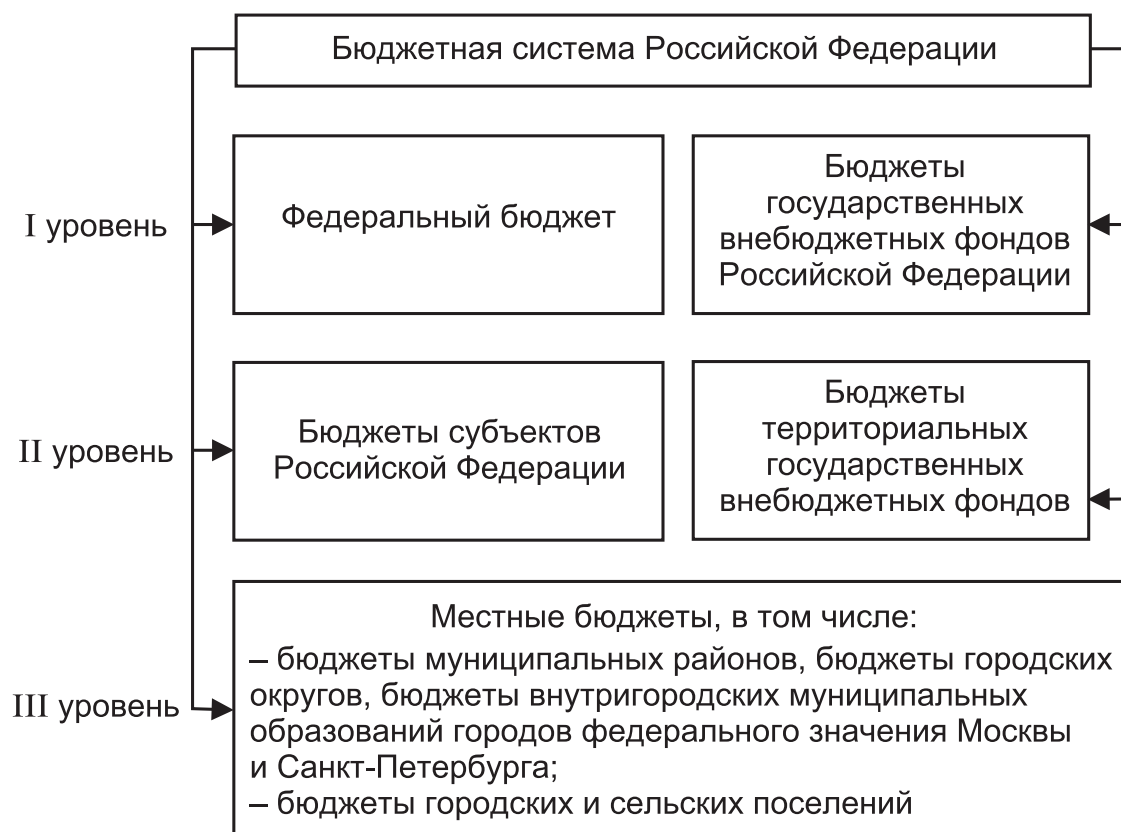 Бюджетная система Российской Федерации
I уровень
Федеральный бюджет
Бюджеты
государственных
внебюджетных фондов
Российской Федерации
II уровень
Бюджеты субъектов
Российской Федерации
Бюджеты
территориальных
государственных
внебюджетных фондов
III уровень
Местные бюджеты, в том числе:
– бюджеты муниципальных районов, бюджеты городских
округов, бюджеты внутригородских муниципальных
образований городов федерального значения Москвы
и Санкт-Петербурга;
– бюджеты городских и сельских поселений